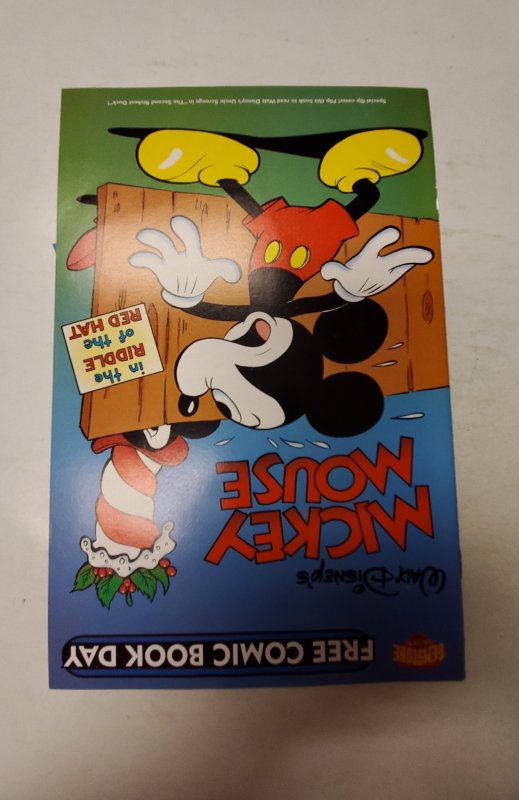 GEMSTONE
FREE COMIC BOOK DAY
WALT DISNEY'S
MICKEY
MOUSE
in the
RIDDLE
of the
RED HAT
Special flip cover! Flip this book to read Walt Disney's Uncle Scrooge in "The Second Richest Duck"!